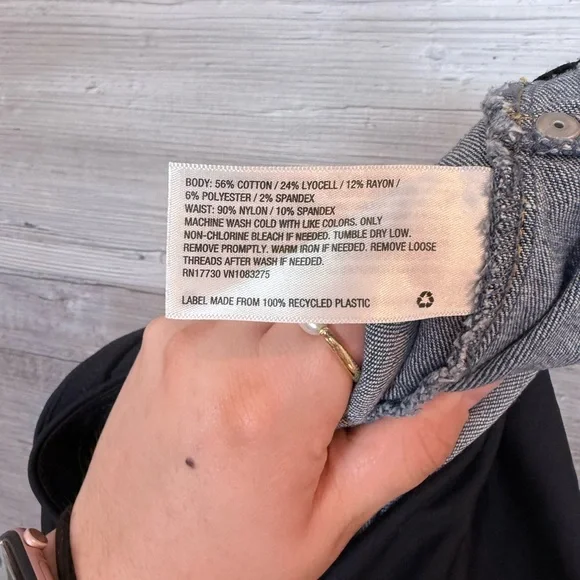 BODY: 56% COTTON / 24% LYOCELL / 12% RAYON /
6% POLYESTER / 2% SPANDEX
WAIST: 90% NYLON / 10% SPANDEX
MACHINE WASH COLD WITH LIKE COLORS. ONLY
NON-CHLORINE BLEACH IF NEEDED. TUMBLE DRY LOW.
REMOVE PROMPTLY. WARM IRON IF NEEDED. REMOVE LOOSE
THREADS AFTER WASH IF NEEDED.
RN17730 VN1083275
LABEL MADE FROM 100% RECYCLED PLASTIC